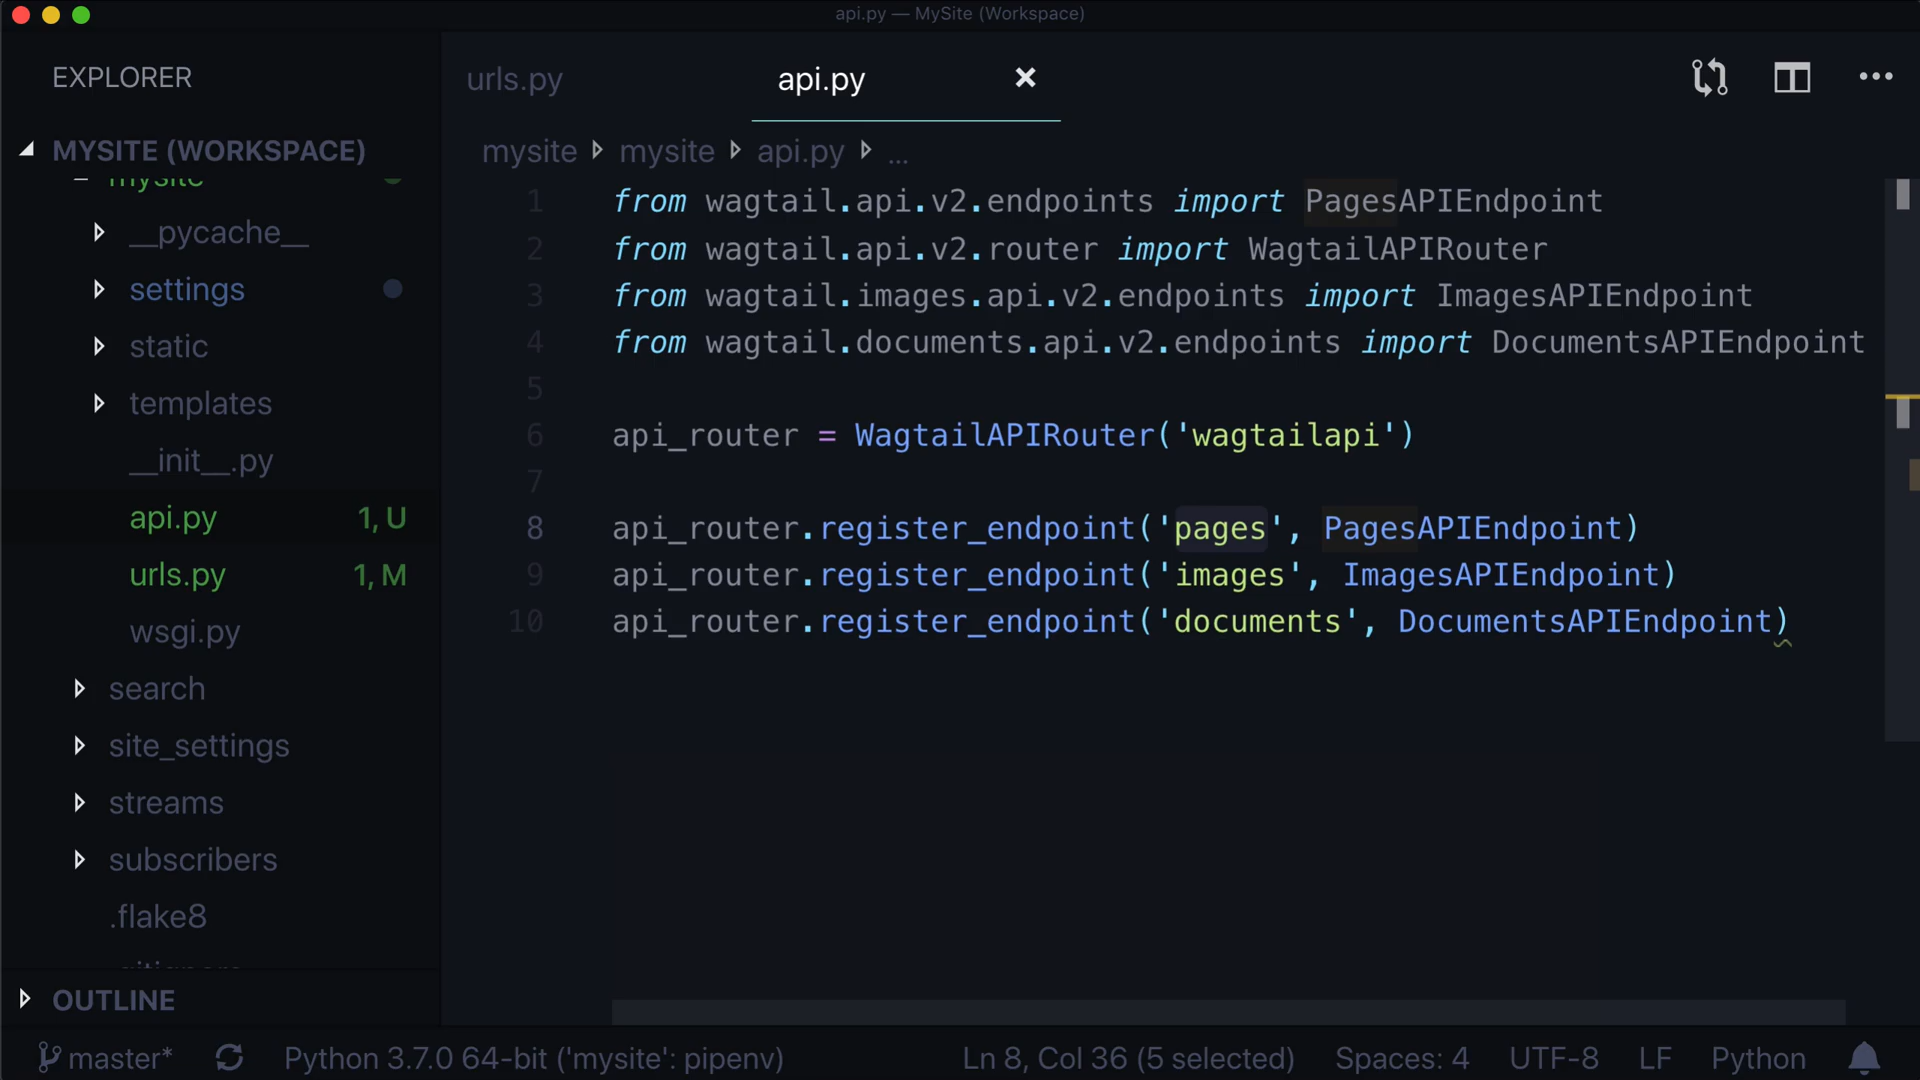 api.py — MySite (Workspace)
EXPLORER
urls.py
api.py
MYSITE (WORKSPACE)
mysite
__pycache__
settings
static
templates
__init__.py
api.py 1, U
urls.py 1, M
wsgi.py
search
site_settings
streams
subscribers
.flake8
.gitignore
OUTLINE
mysite mysite api.py ...
1 from wagtail.api.v2.endpoints import PagesAPIEndpoint
2 from wagtail.api.v2.router import WagtailAPIRouter
3 from wagtail.images.api.v2.endpoints import ImagesAPIEndpoint
4 from wagtail.documents.api.v2.endpoints import DocumentsAPIEndpoint
5
6 api_router = WagtailAPIRouter('wagtailapi')
7
8 api_router.register_endpoint('pages', PagesAPIEndpoint)
9 api_router.register_endpoint('images', ImagesAPIEndpoint)
10 api_router.register_endpoint('documents', DocumentsAPIEndpoint)
master* Python 3.7.0 64-bit ('mysite': pipenv) Ln 8, Col 36 (5 selected) Spaces: 4 UTF-8 LF Python